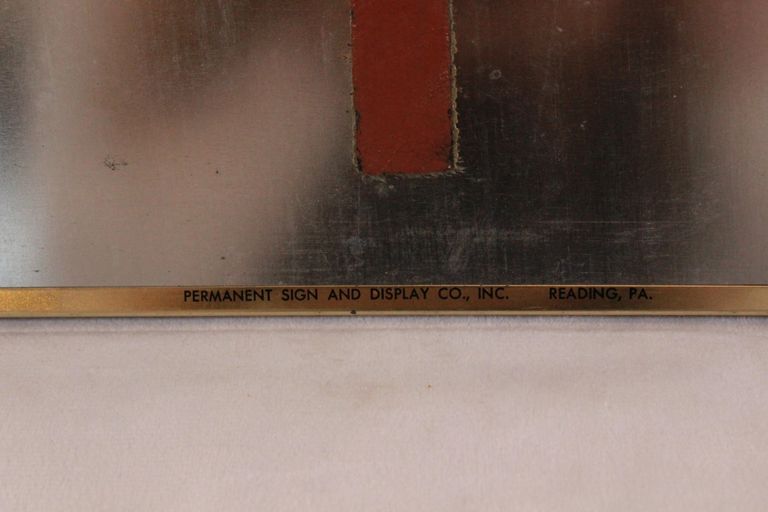 PERMANENT SIGN AND DISPLAY CO., INC. READING, PA.